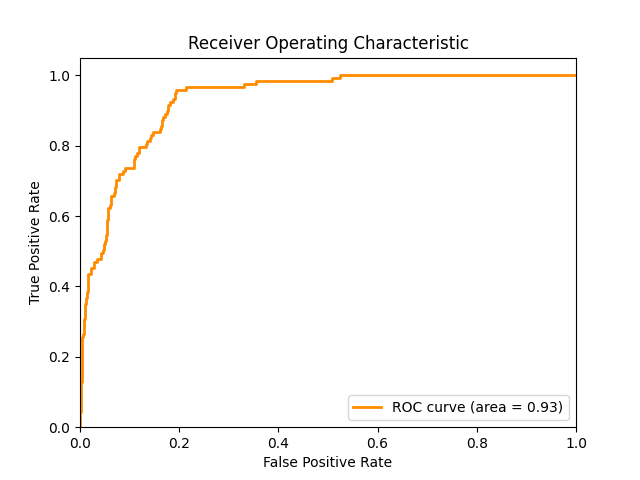 Receiver Operating Characteristic
1.0
0.8
0.6
0.4
0.2
0.0
True Positive Rate
ROC curve (area = 0.93)
0.0 0.2 0.4 0.6 0.8 1.0
False Positive Rate